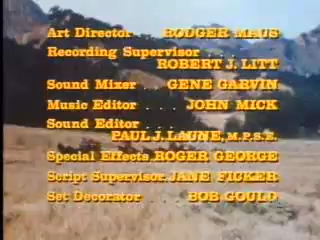 Art Director RODGER MAUS
Recording Supervisor . . .
ROBERT J. LITT
Sound Mixer . . GENE GARVIN
Music Editor . . . JOHN MICK
Sound Editor . . .
PAUL J. LAUNE, M.P.S.E.
Special Effects ROGER GEORGE
Script Supervisor JANE FICKER
Set Decorator . . BOB GOULD